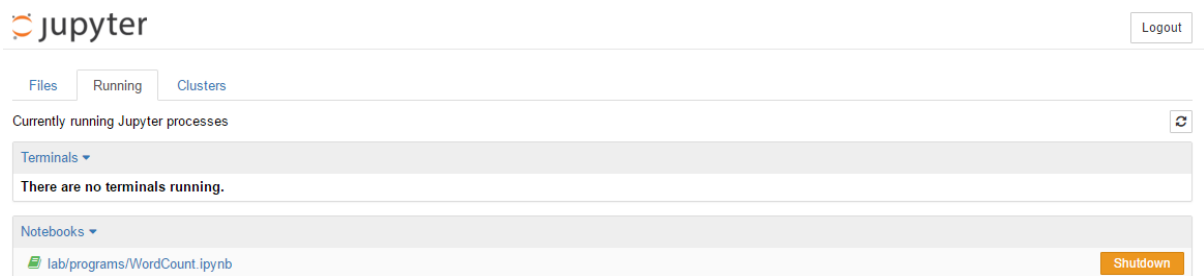 jupyter Logout
Files Running Clusters
Currently running Jupyter processes
Terminals
There are no terminals running.
Notebooks
lab/programs/WordCount.ipynb Shutdown